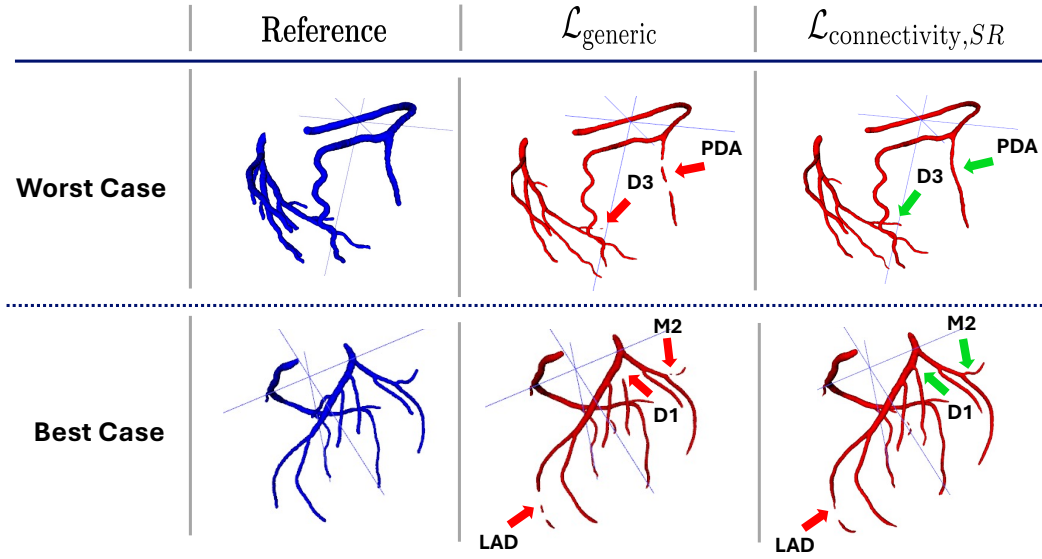 Reference
ℒgeneric
ℒconnectivity,SR
Worst Case
PDA
D3
PDA
D3
Best Case
M2
D1
LAD
M2
D1
LAD